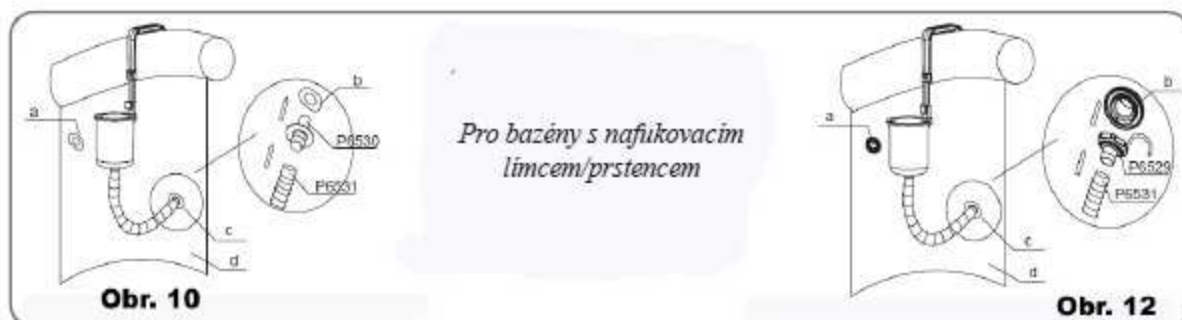 a
b
P6530
P6531
c
d
Obr. 10
Pro bazény s nafukovacím
límcem/prstencem
a
b
P6529
P6531
c
d
Obr. 12